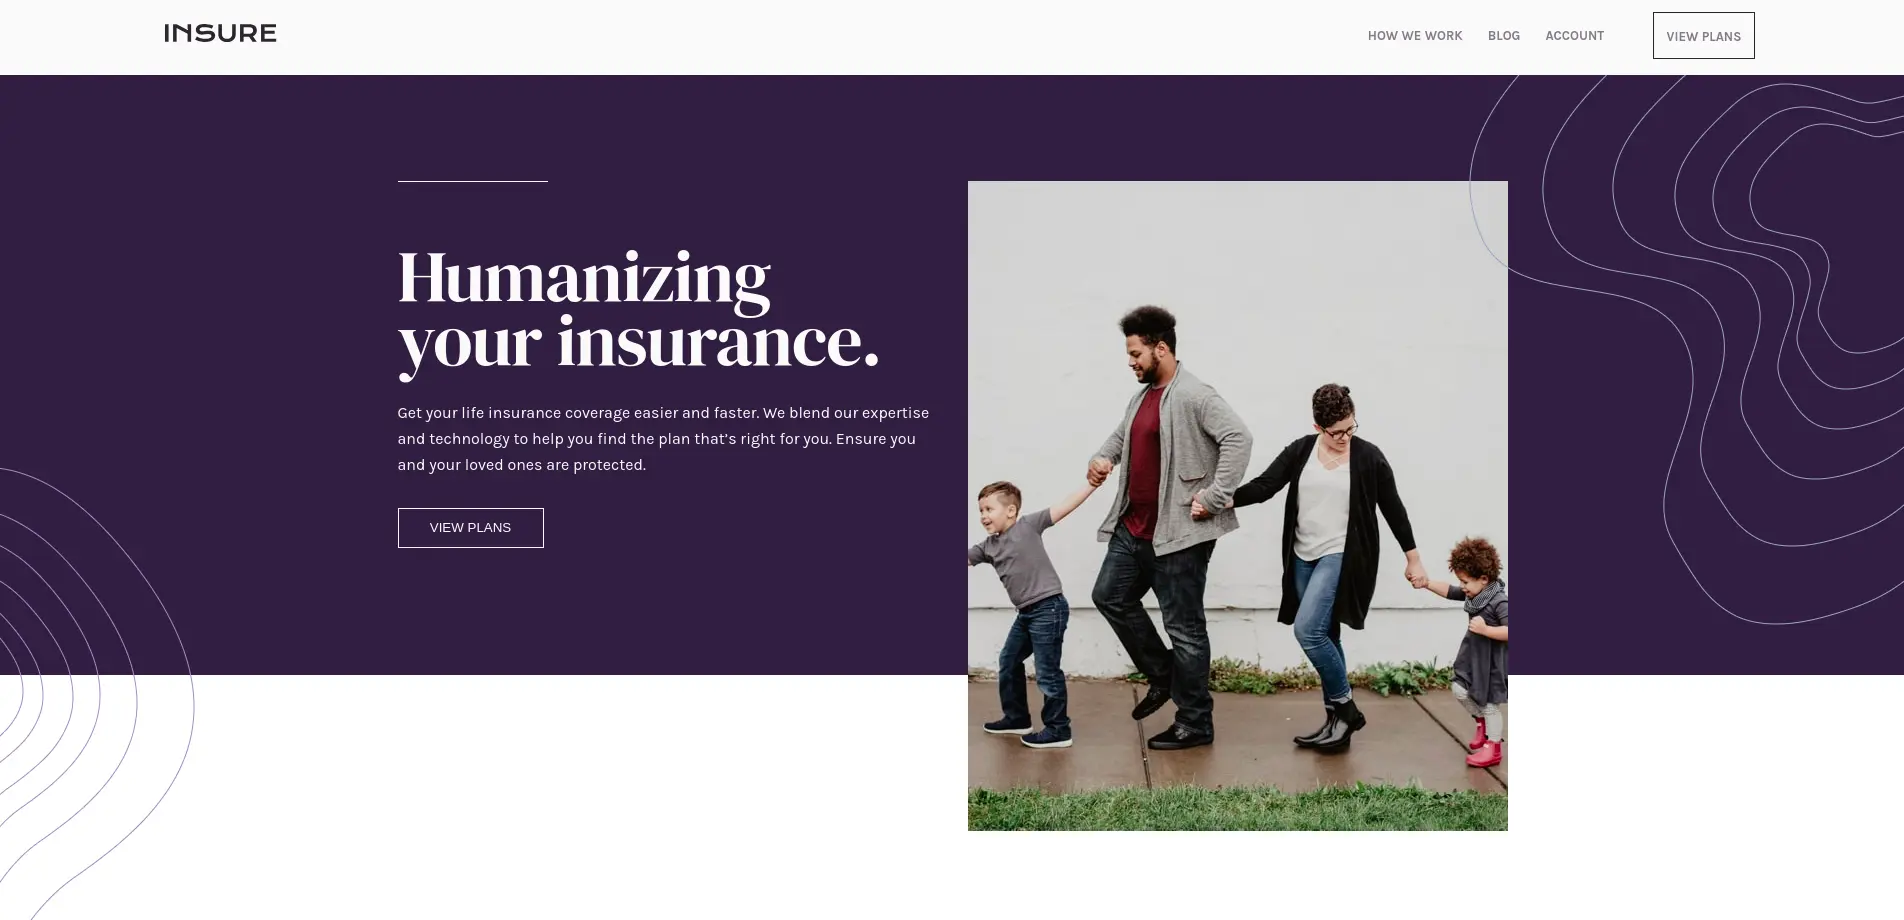 INSURE
HOW WE WORK
BLOG
ACCOUNT
VIEW PLANS
Humanizing
your insurance.
Get your life insurance coverage easier and faster. We blend our expertise
and technology to help you find the plan that’s right for you. Ensure you
and your loved ones are protected.
VIEW PLANS